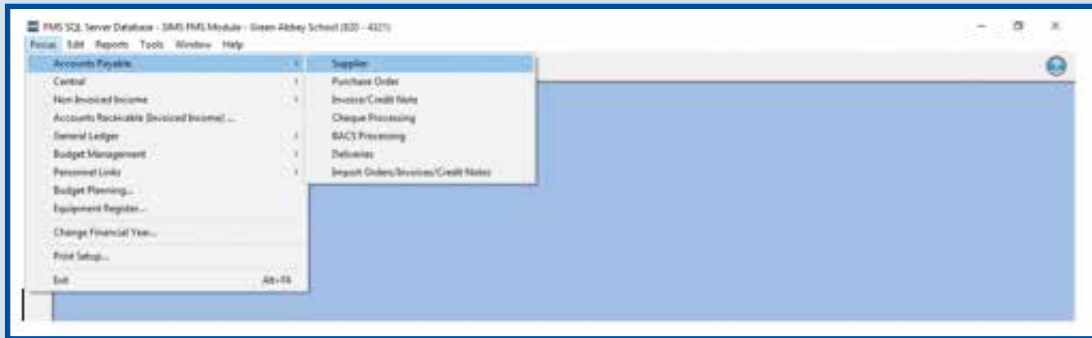 FMS SQL Server Database - SIMS FMS Module - Green Abbey School (820 - 4321)
Focus Edit Reports Tools Window Help
Accounts Payable
Central
Non Invoiced Income
Accounts Receivable (Invoiced Income) ...
General Ledger
Budget Management
Personnel Links
Budget Planning...
Equipment Register...
Change Financial Year...
Print Setup...
Exit Alt+F4
Supplier
Purchase Order
Invoice/Credit Note
Cheque Processing
BACS Processing
Deliveries
Import Orders/Invoices/Credit Notes